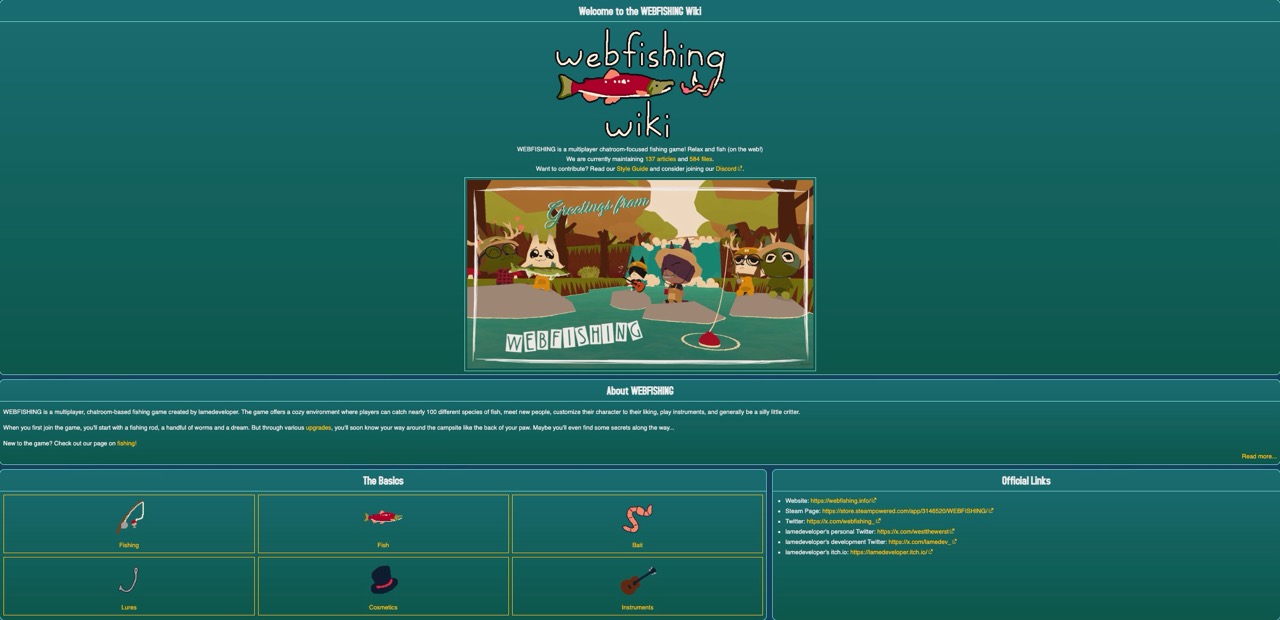 Welcome to the WEBFISHING Wiki
webfishing
wiki
WEBFISHING is a multiplayer chatroom-focused fishing game! Relax and fish (on the web!)
We are currently maintaining 137 articles and 584 files.
Want to contribute? Read our Style Guide and consider joining our Discord.
Greetings from
WEBFISHING
About WEBFISHING
WEBFISHING is a multiplayer, chatroom-based fishing game created by lamedeveloper. The game offers a cozy environment where players can catch nearly 100 different species of fish, meet new people, customize their character to their liking, play instruments, and generally be a silly little critter.
When you first join the game, you'll start with a fishing rod, a handful of worms and a dream. But through various upgrades, you'll soon know your way around the campsite like the back of your paw. Maybe you'll even find some secrets along the way...
New to the game? Check out our page on fishing!
Read more...
The Basics
Fishing
Fish
Bait
Lures
Cosmetics
Instruments
Official Links
Website: https://webfishing.info/
Steam Page: https://store.steampowered.com/app/3146520/WEBFISHING/
Twitter: https://x.com/webfishing_
lamedeveloper's personal Twitter: https://x.com/westthewerst
lamedeveloper's development Twitter: https://x.com/lamedev_
lamedeveloper's itch.io: https://lamedeveloper.itch.io/